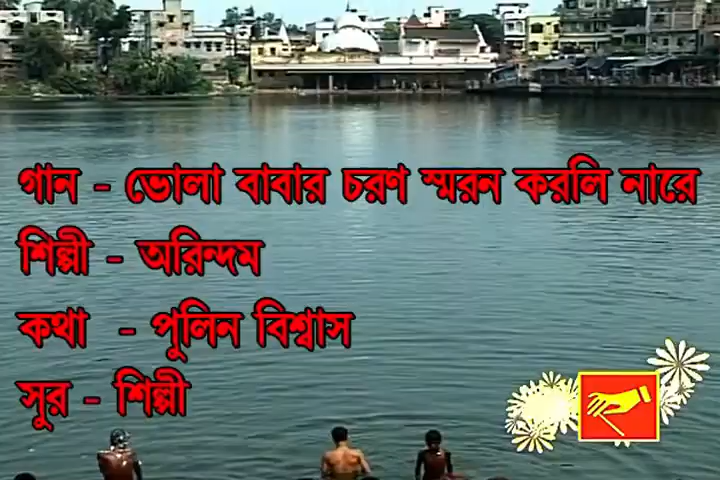 গান - ভোলা বাবার চরণ স্মরন করলি নারে
শিল্পী - অরিন্দম
কথা - পুলিন বিশ্বাস
সুর - শিল্পী